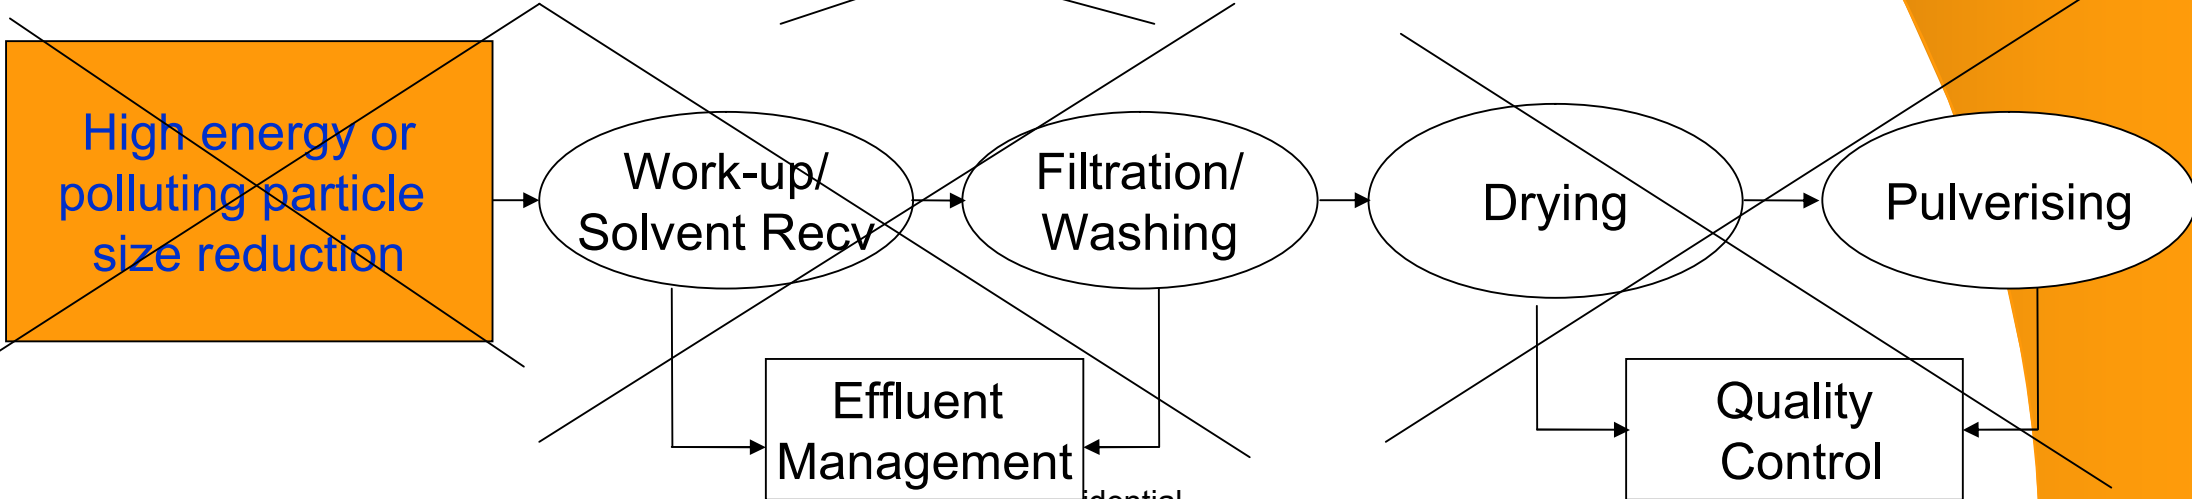 High energy or
polluting particle
size reduction
Work-up/
Solvent Recv
Filtration/
Washing
Drying
Pulverising
Effluent
Management
Quality
Control
idential